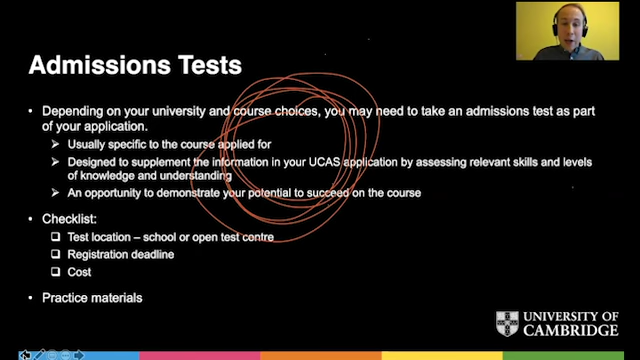 Admissions Tests
• Depending on your university and course choices, you may need to take an admissions test as part
of your application.
➢ Usually specific to the course applied for
➢ Designed to supplement the information in your UCAS application by assessing relevant skills and levels
of knowledge and understanding
➢ An opportunity to demonstrate your potential to succeed on the course
• Checklist:
❑ Test location – school or open test centre
❑ Registration deadline
❑ Cost
• Practice materials
UNIVERSITY OF
CAMBRIDGE